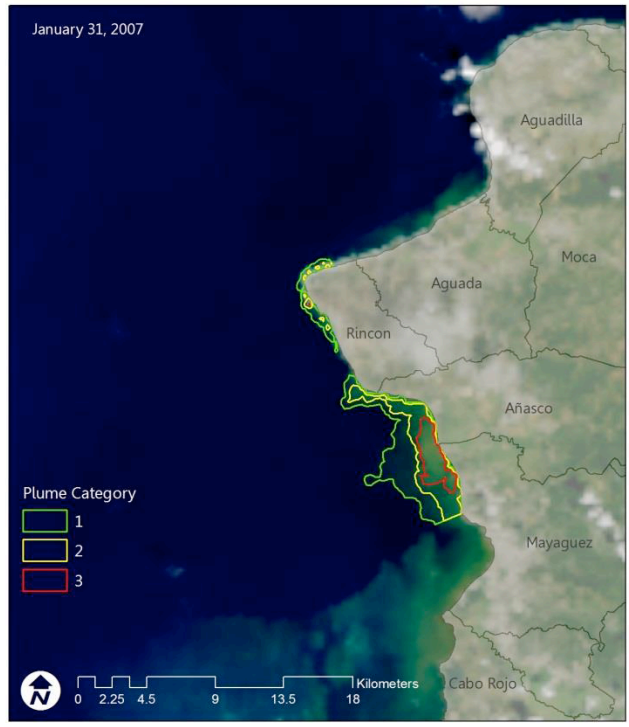 January 31, 2007
Aguadilla
Moca
Aguada
Rincon
Añasco
Plume Category
1
2
3
Mayaguez
Cabo Rojo
N
Kilometers
0 2.25 4.5 9 13.5 18